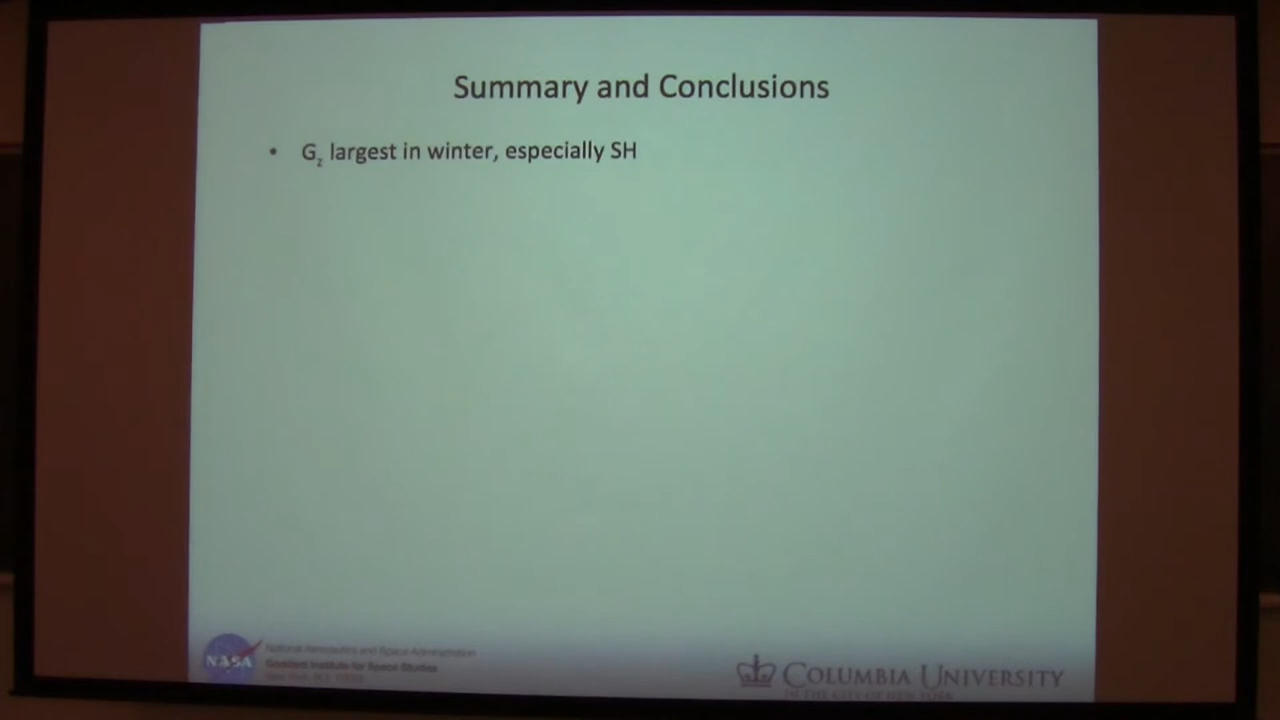 Summary and Conclusions
• Gz largest in winter, especially SH
NASA
National Aeronautics and Space Administration
Goddard Institute for Space Studies
New York, N.Y. 10025
COLUMBIA UNIVERSITY
IN THE CITY OF NEW YORK